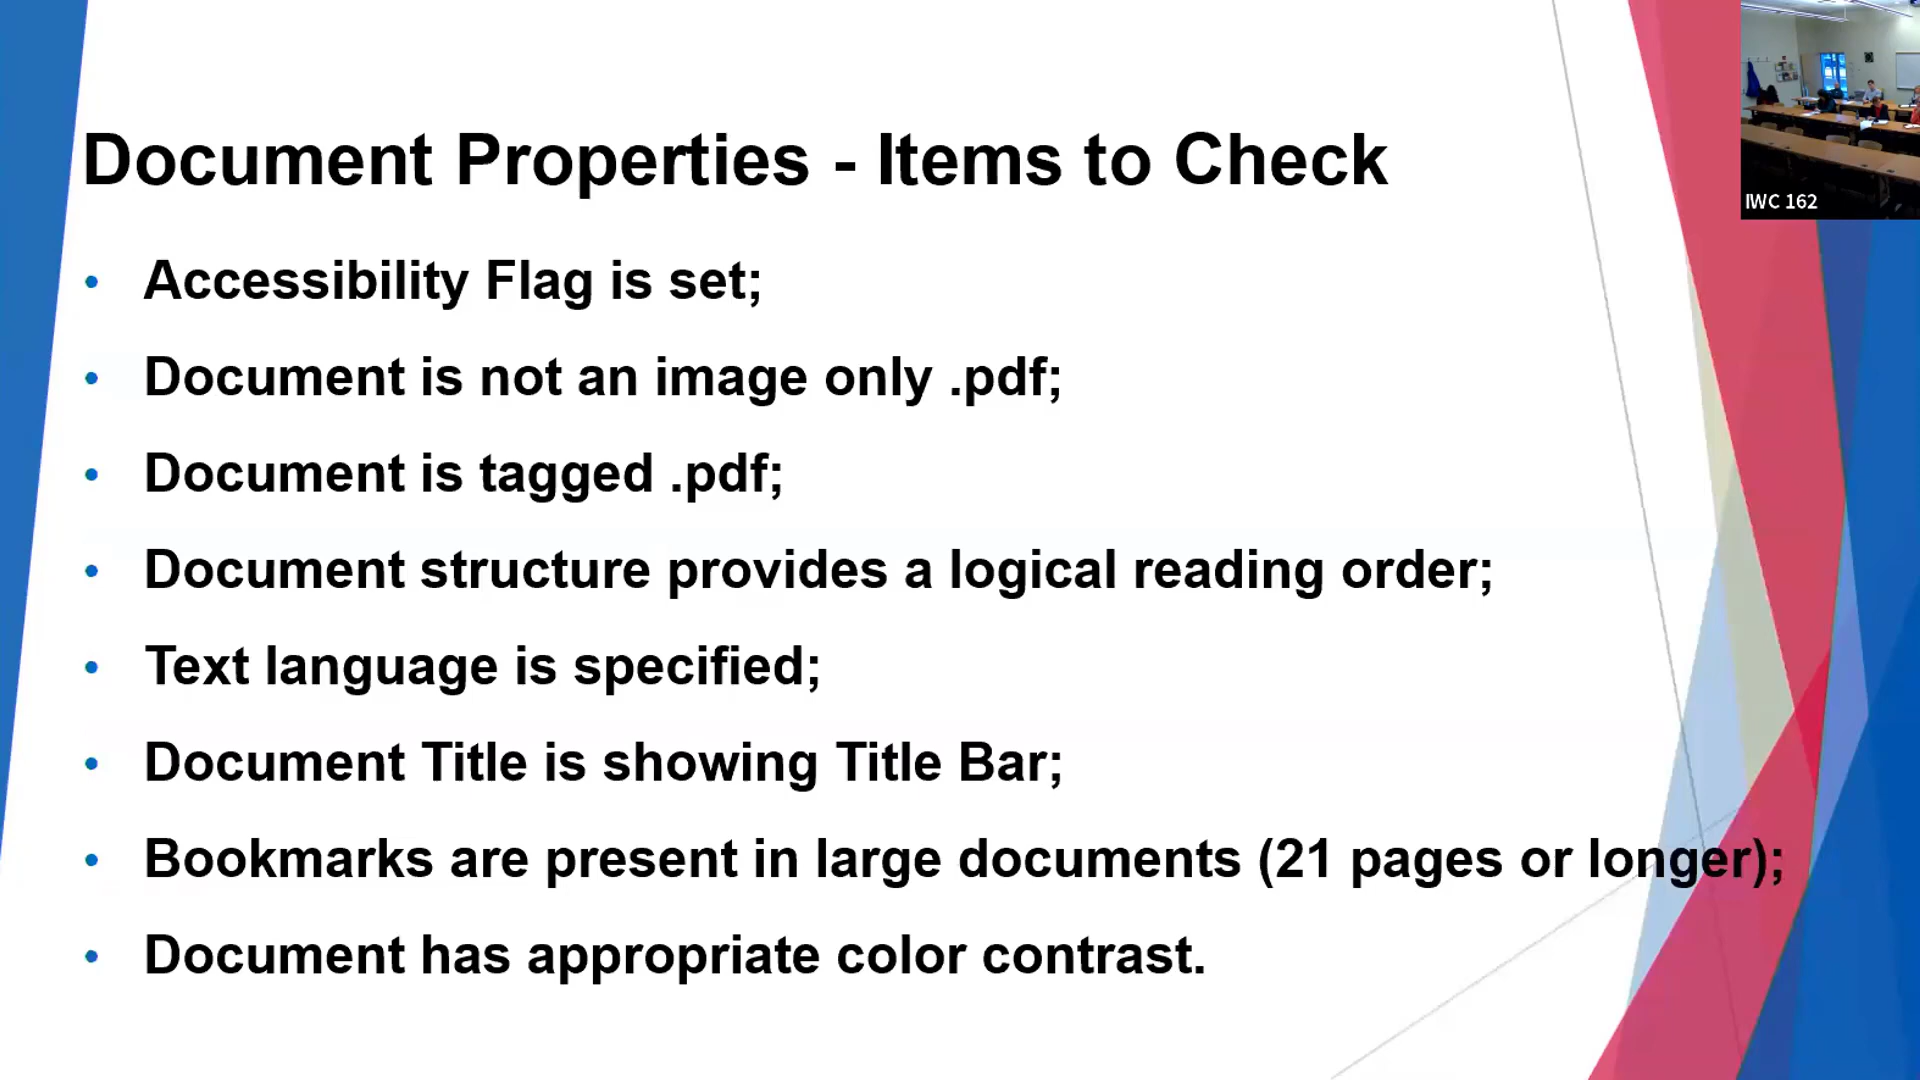 Document Properties - Items to Check
IWC 162
• Accessibility Flag is set;
• Document is not an image only .pdf;
• Document is tagged .pdf;
• Document structure provides a logical reading order;
• Text language is specified;
• Document Title is showing Title Bar;
• Bookmarks are present in large documents (21 pages or longer);
• Document has appropriate color contrast.